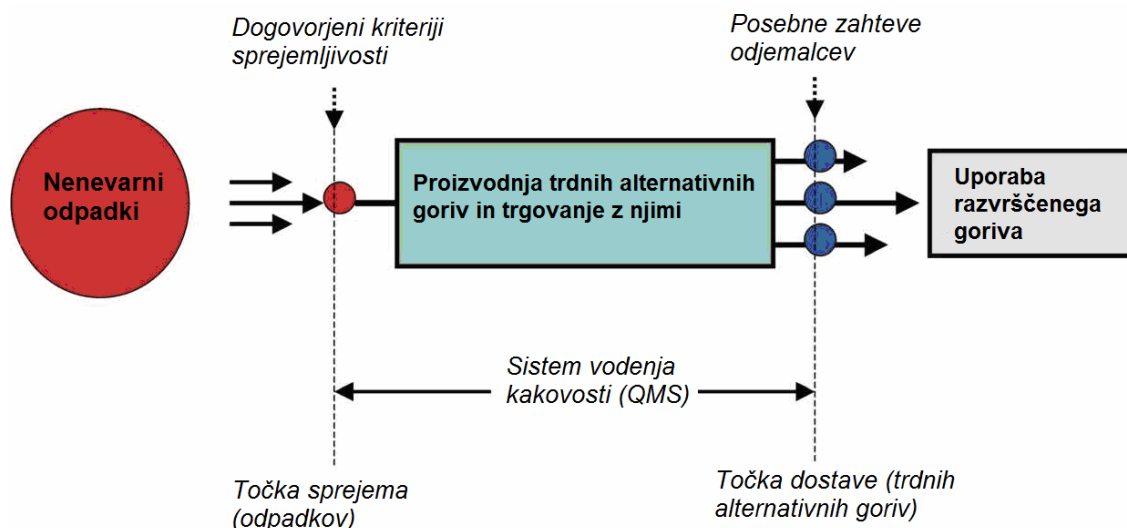 Dogovorjeni kriteriji
sprejemljivosti
Posebne zahteve
odjemalcev
Nenevarni
odpadki
Proizvodnja trdnih alternativnih
goriv in trgovanje z njimi
Uporaba
razvrščenega
goriva
Sistem vodenja
kakovosti (QMS)
Točka sprejema
(odpadkov)
Točka dostave (trdnih
alternativnih goriv)